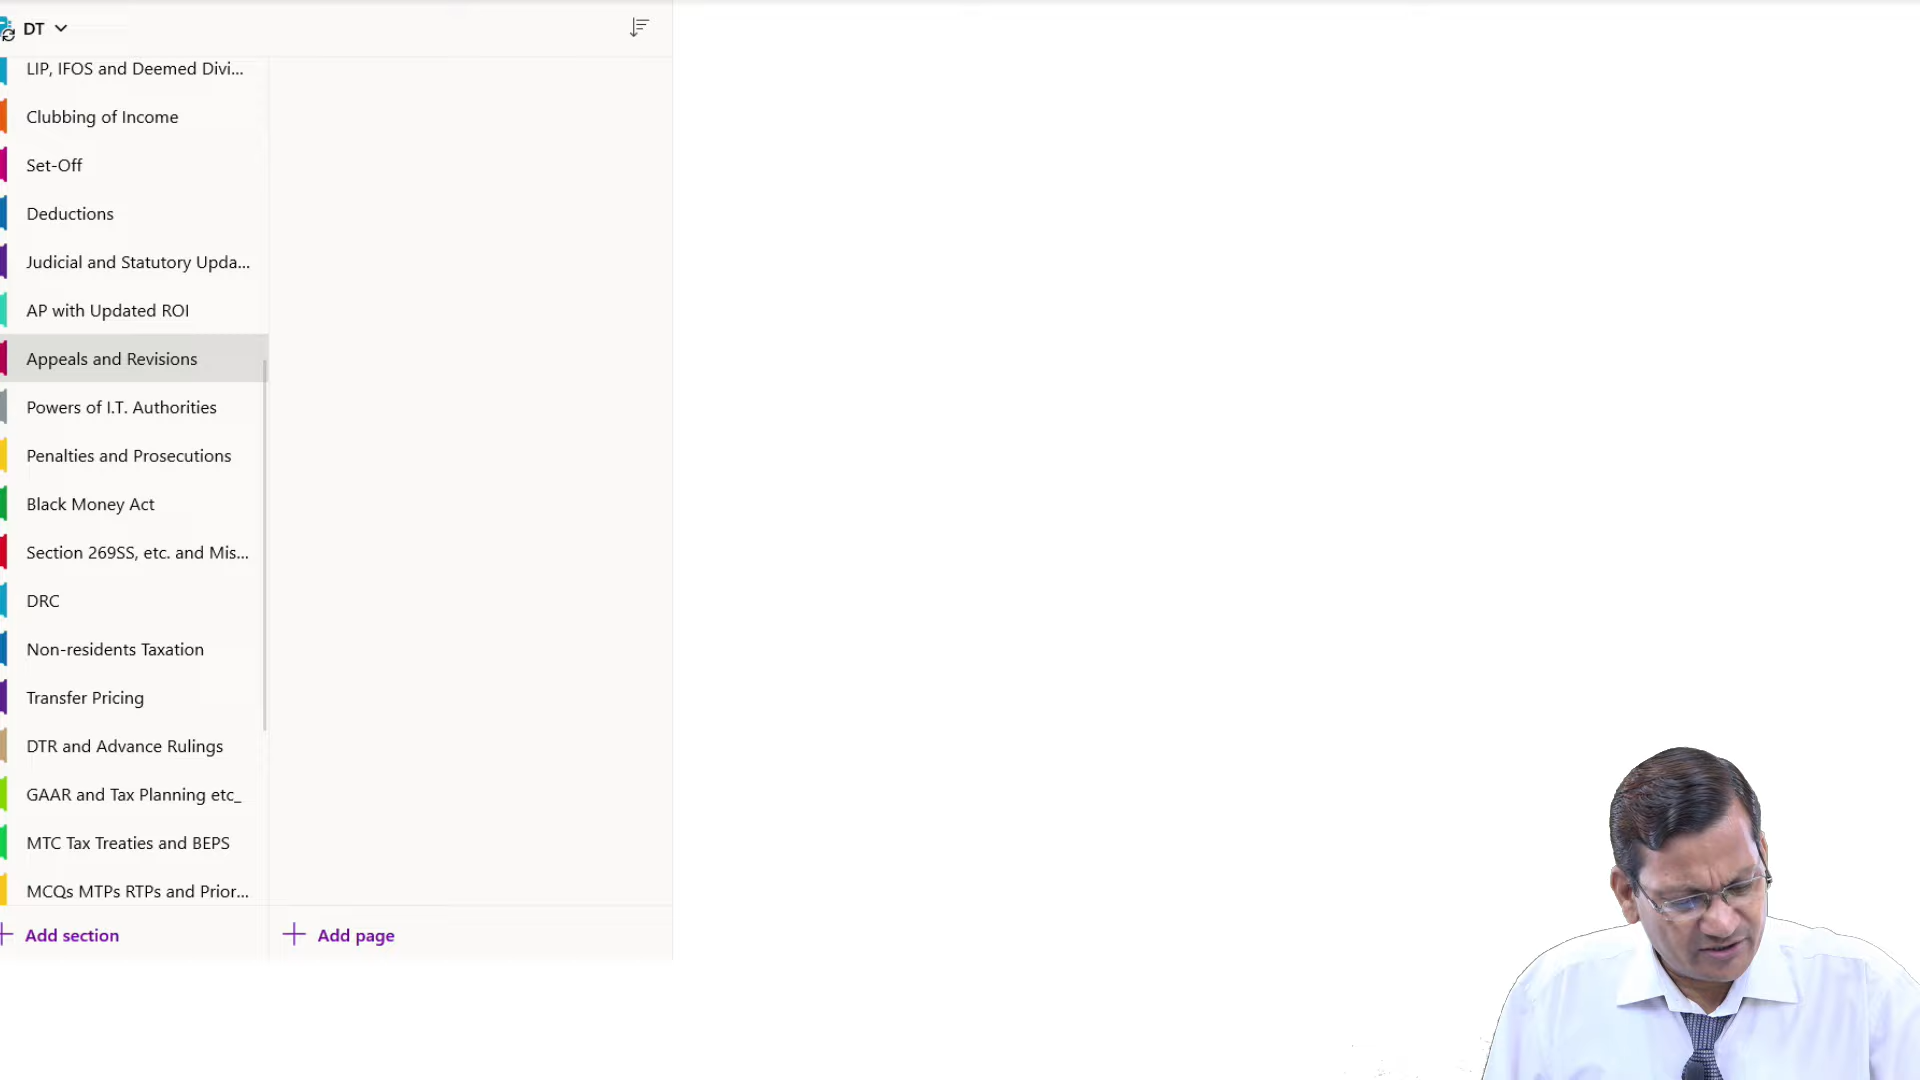 DT
LIP, IFOS and Deemed Divi...
Clubbing of Income
Set-Off
Deductions
Judicial and Statutory Upda...
AP with Updated ROI
Appeals and Revisions
Powers of I.T. Authorities
Penalties and Prosecutions
Black Money Act
Section 269SS, etc. and Mis...
DRC
Non-residents Taxation
Transfer Pricing
DTR and Advance Rulings
GAAR and Tax Planning etc_
MTC Tax Treaties and BEPS
MCQs MTPs RTPs and Prior...
Add section
Add page